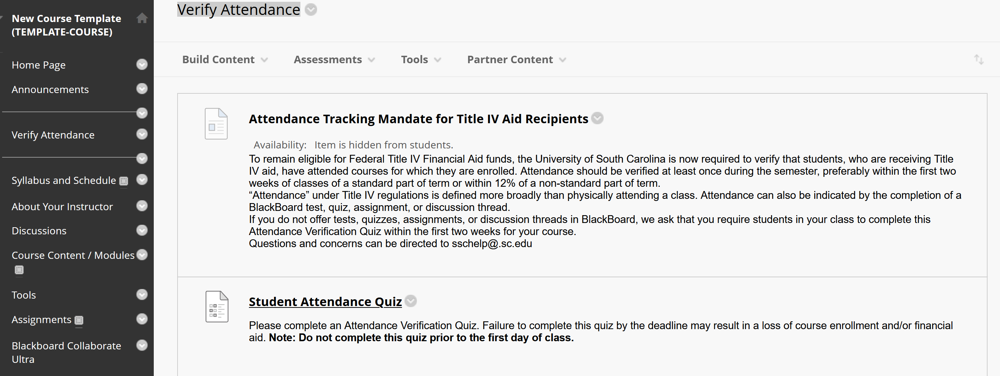 New Course Template
(TEMPLATE-COURSE)
Home Page
Announcements
Verify Attendance
Syllabus and Schedule
About Your Instructor
Discussions
Course Content / Modules
Tools
Assignments
Blackboard Collaborate
Ultra
Verify Attendance
Build Content
Assessments
Tools
Partner Content
Attendance Tracking Mandate for Title IV Aid Recipients
Availability: Item is hidden from students.
To remain eligible for Federal Title IV Financial Aid funds, the University of South Carolina is now required to verify that students, who are receiving Title
IV aid, have attended courses for which they are enrolled. Attendance should be verified at least once during the semester, preferably within the first two
weeks of classes of a standard part of term or within 12% of a non-standard part of term.
“Attendance” under Title IV regulations is defined more broadly than physically attending a class. Attendance can also be indicated by the completion of a
BlackBoard test, quiz, assignment, or discussion thread.
If you do not offer tests, quizzes, assignments, or discussion threads in BlackBoard, we ask that you require students in your class to complete this
Attendance Verification Quiz within the first two weeks for your course.
Questions and concerns can be directed to sschelp@.sc.edu
Student Attendance Quiz
Please complete an Attendance Verification Quiz. Failure to complete this quiz by the deadline may result in a loss of course enrollment and/or financial
aid. Note: Do not complete this quiz prior to the first day of class.